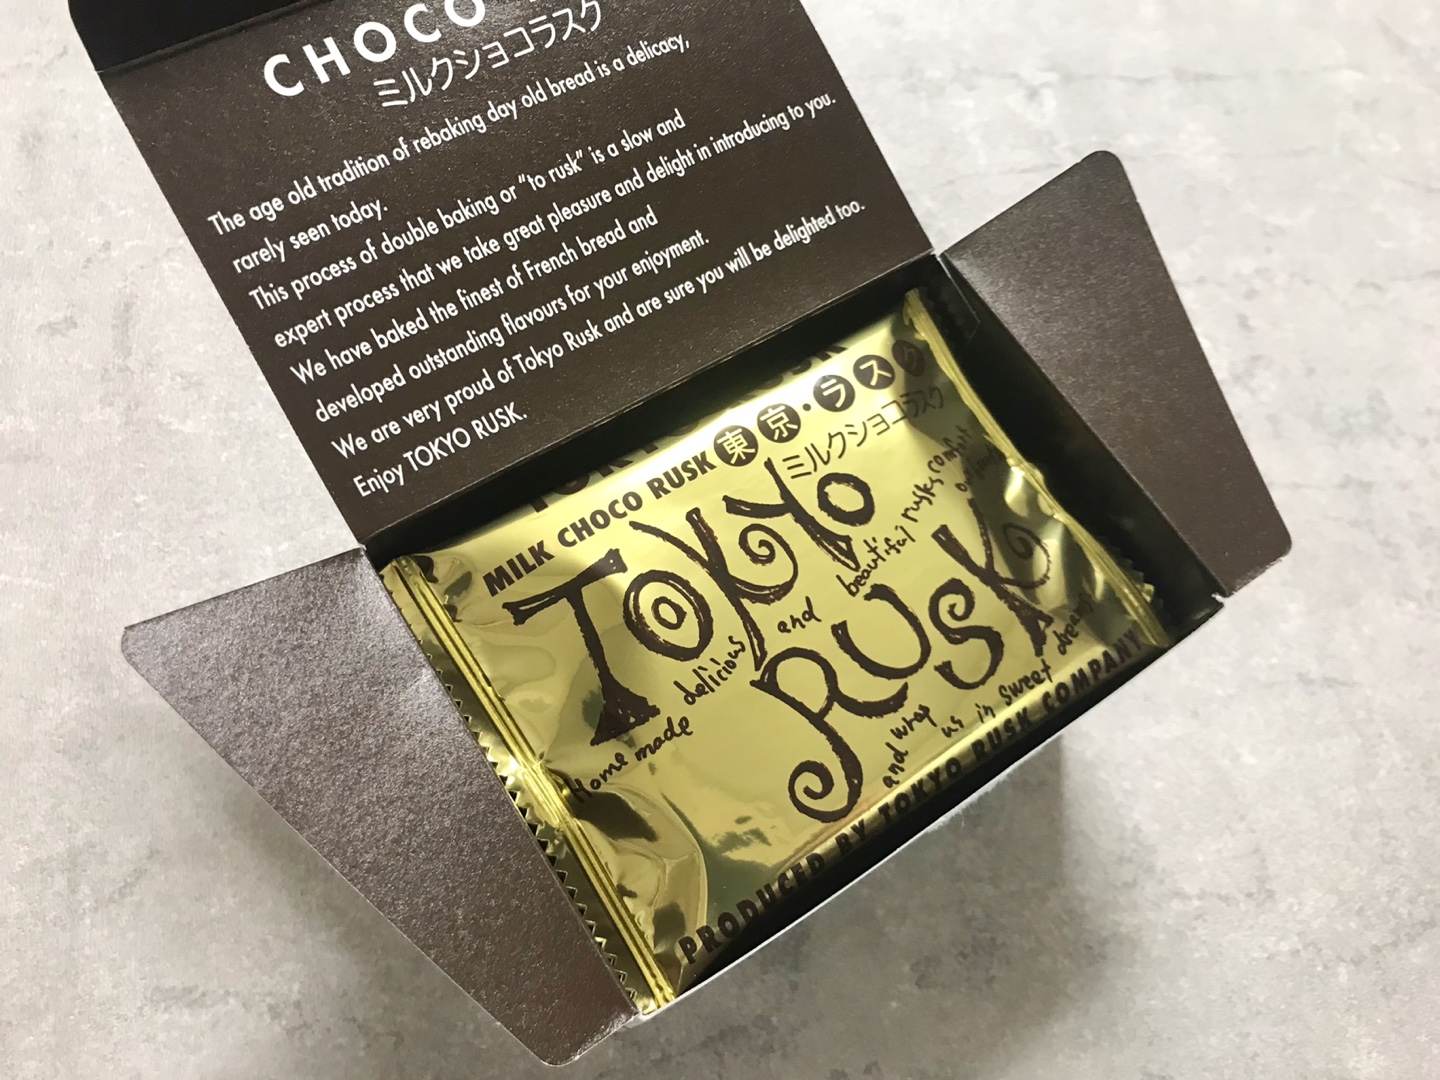 CHOCO
ミルクショコラスク
The age old tradition of rebaking day old bread is a delicacy,
rarely seen today.
This process of double baking or "to rusk" is a slow and
expert process that we take great pleasure and delight in introducing to you.
We have baked the finest of French bread and
developed outstanding flavours for your enjoyment.
We are very proud of Tokyo Rusk and are sure you will be delighted too.
Enjoy TOKYO RUSK.
MILK CHOCO RUSK 東京・ラスク
ミルクショコラスク
TOKYO
Home made delicious and beautiful rusks comfort
RUSK
and wrap us in sweet dreams
PRODUCED BY TOKYO RUSK COMPANY